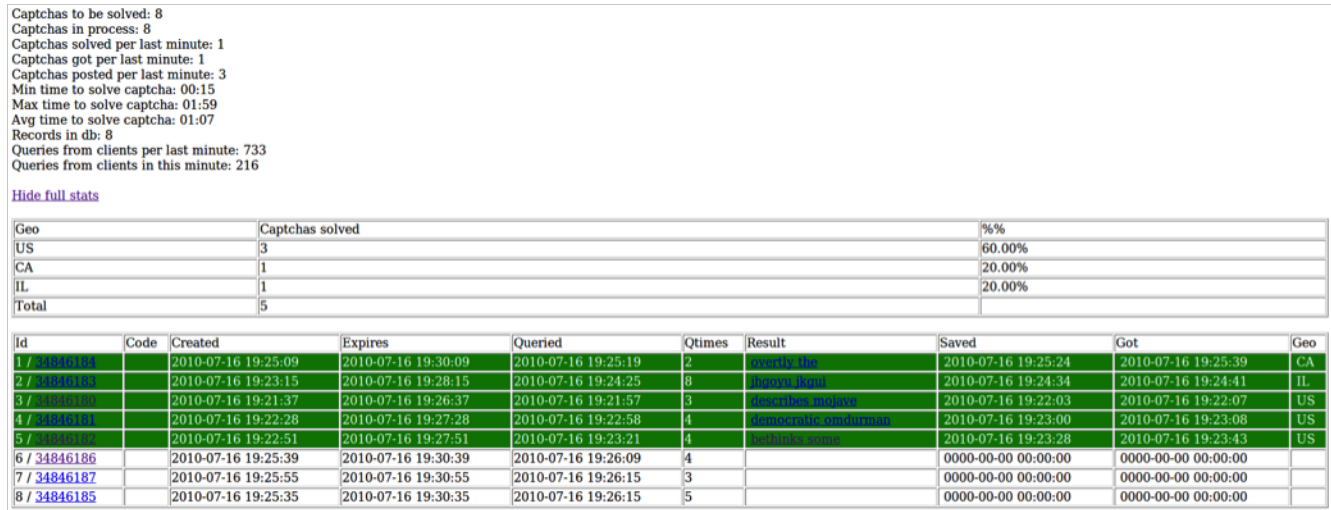 Captchas to be solved: 8
Captchas in process: 8
Captchas solved per last minute: 1
Captchas got per last minute: 1
Captchas posted per last minute: 3
Min time to solve captcha: 00:15
Max time to solve captcha: 01:59
Avg time to solve captcha: 01:07
Records in db: 8
Queries from clients per last minute: 733
Queries from clients in this minute: 216
Hide full stats
Geo Captchas solved %%
US 3 60.00%
CA 1 20.00%
IL 1 20.00%
Total 5
Id Code Created Expires Queried Qtimes Result Saved Got Geo
1 / 34846184 2010-07-16 19:25:09 2010-07-16 19:30:09 2010-07-16 19:25:19 2 overtly the 2010-07-16 19:25:24 2010-07-16 19:25:39 CA
2 / 34846183 2010-07-16 19:23:15 2010-07-16 19:28:15 2010-07-16 19:24:25 8 jhgoyu jkgui 2010-07-16 19:24:34 2010-07-16 19:24:41 IL
3 / 34846180 2010-07-16 19:21:37 2010-07-16 19:26:37 2010-07-16 19:21:57 3 describes mojave 2010-07-16 19:22:03 2010-07-16 19:22:07 US
4 / 34846181 2010-07-16 19:22:28 2010-07-16 19:27:28 2010-07-16 19:22:58 4 democratic omdurman 2010-07-16 19:23:00 2010-07-16 19:23:08 US
5 / 34846182 2010-07-16 19:22:51 2010-07-16 19:27:51 2010-07-16 19:23:21 4 bethinks some 2010-07-16 19:23:28 2010-07-16 19:23:43 US
6 / 34846186 2010-07-16 19:25:39 2010-07-16 19:30:39 2010-07-16 19:26:09 4 0000-00-00 00:00:00 0000-00-00 00:00:00
7 / 34846187 2010-07-16 19:25:55 2010-07-16 19:30:55 2010-07-16 19:26:15 3 0000-00-00 00:00:00 0000-00-00 00:00:00
8 / 34846185 2010-07-16 19:25:35 2010-07-16 19:30:35 2010-07-16 19:26:15 5 0000-00-00 00:00:00 0000-00-00 00:00:00